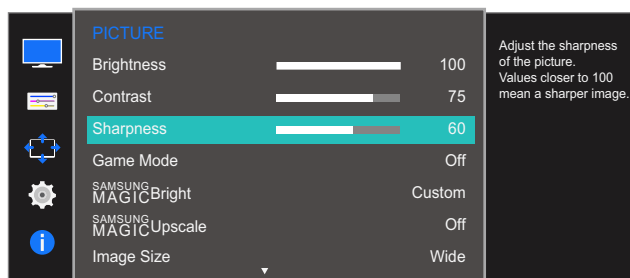 PICTURE
Brightness 100
Contrast 75
Sharpness 60
Game Mode Off
SAMSUNG
MAGIC Bright Custom
SAMSUNG
MAGIC Upscale Off
Image Size Wide
Adjust the sharpness
of the picture.
Values closer to 100
mean a sharper image.
i